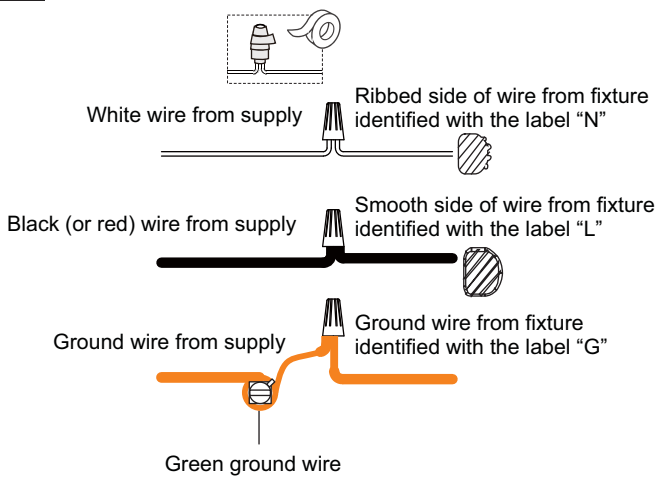 White wire from supply
Ribbed side of wire from fixture
identified with the label “N”
Black (or red) wire from supply
Smooth side of wire from fixture
identified with the label “L”
Ground wire from supply
Ground wire from fixture
identified with the label “G”
Green ground wire